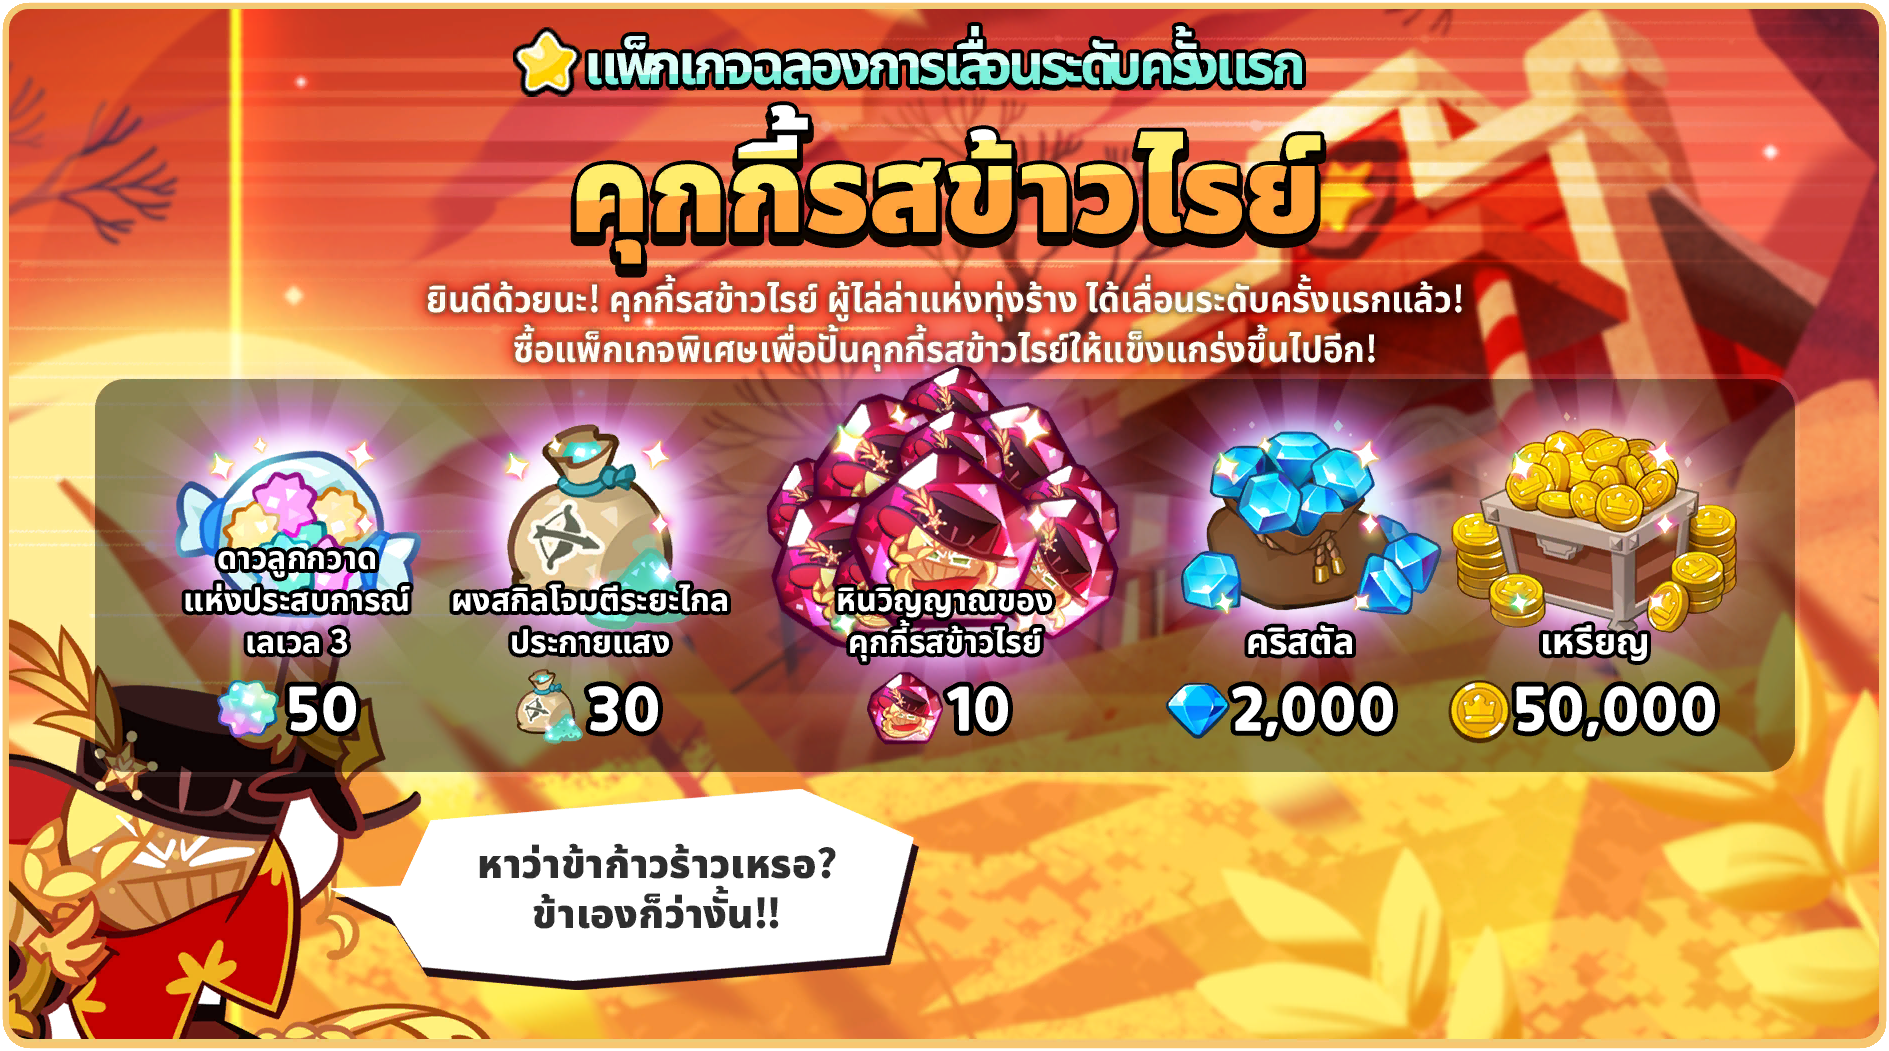 แพ็กเกจฉลองการเลื่อนระดับครั้งแรก
คุกกี้รสข้าวไรย์
ยินดีด้วยนะ! คุกกี้รสข้าวไรย์ ผู้ไล่ล่าแห่งทุ่งร้าง ได้เลื่อนระดับครั้งแรกแล้ว!
ซื้อแพ็กเกจพิเศษเพื่อปั้นคุกกี้รสข้าวไรย์ให้แข็งแกร่งขึ้นไปอีก!
ดาวลูกกวาด
แห่งประสบการณ์
เลเวล 3
50
ผงสกิลโจมตีระยะไกล
ประกายแสง
30
หินวิญญาณของ
คุกกี้รสข้าวไรย์
10
คริสตัล
2,000
เหรียญ
50,000
หาว่าข้าก้าวร้าวเหรอ?
ข้าเองก็ว่างั้น!!